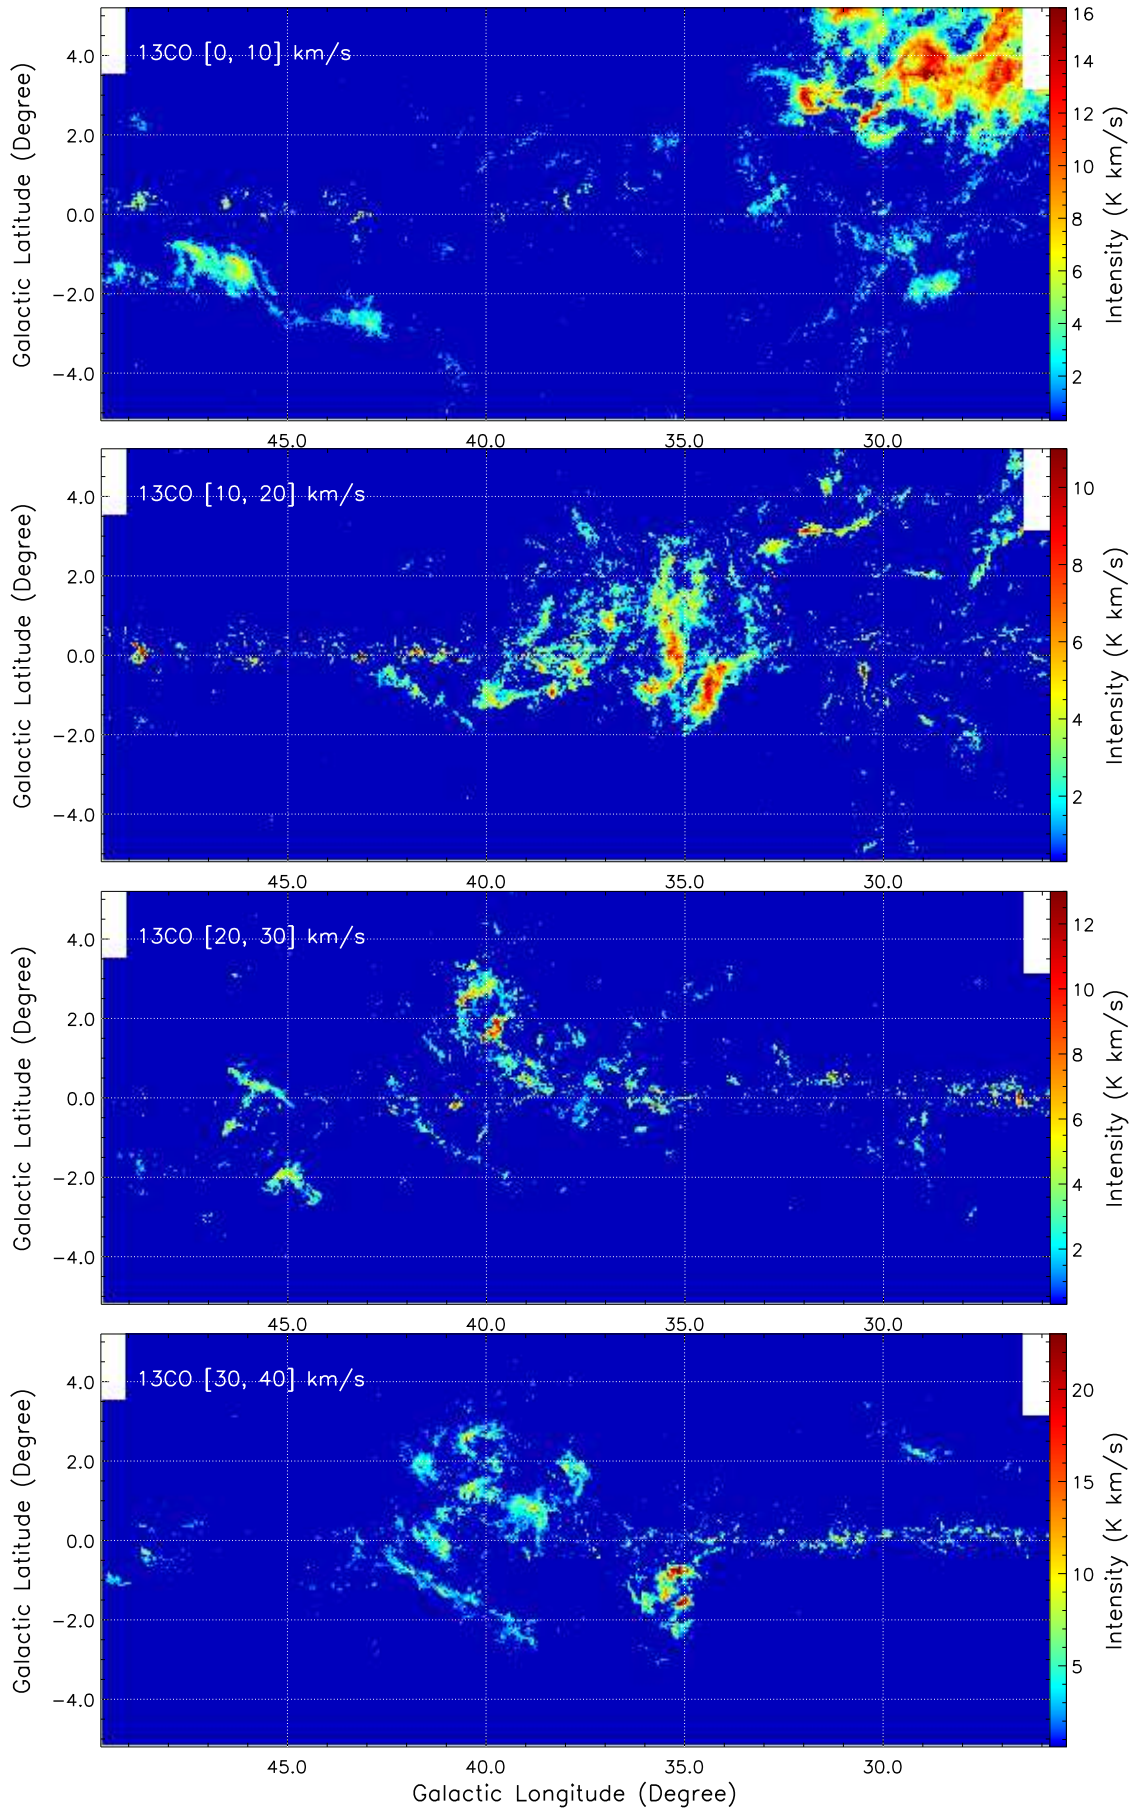 13CO [0, 10] km/s
Galactic Latitude (Degree)
4.0
2.0
0.0
−2.0
−4.0
45.0 40.0 35.0 30.0
16
14
12
10
8
6
4
2
Intensity (K km/s)
13CO [10, 20] km/s
Galactic Latitude (Degree)
4.0
2.0
0.0
−2.0
−4.0
45.0 40.0 35.0 30.0
10
8
6
4
2
Intensity (K km/s)
13CO [20, 30] km/s
Galactic Latitude (Degree)
4.0
2.0
0.0
−2.0
−4.0
45.0 40.0 35.0 30.0
12
10
8
6
4
2
Intensity (K km/s)
13CO [30, 40] km/s
Galactic Latitude (Degree)
4.0
2.0
0.0
−2.0
−4.0
45.0 40.0 35.0 30.0
20
15
10
5
Intensity (K km/s)
Galactic Longitude (Degree)